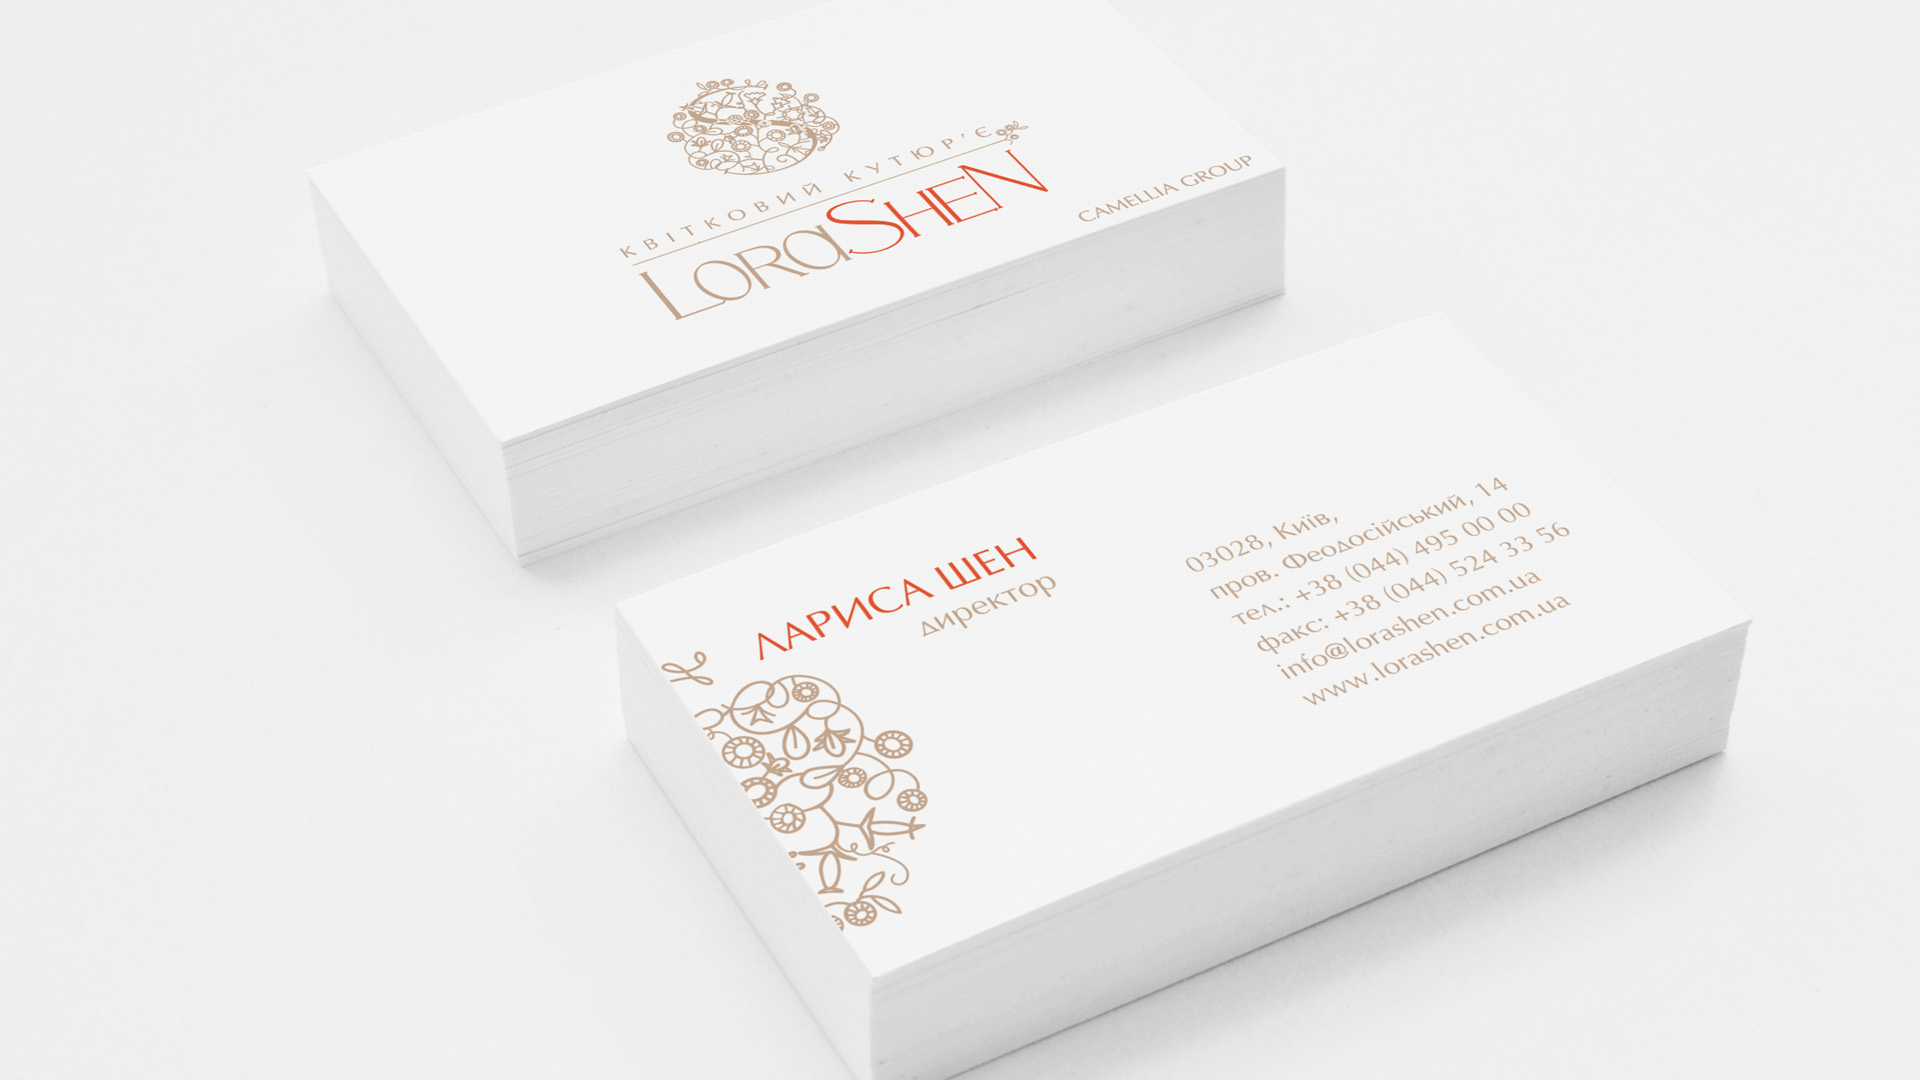 КВІТКОВИЙ КУТЮР'Є
LoraSHEN
CAMELLIA GROUP
ЛАРИСА ШЕН
директор
03028, Київ,
пров. Феодосійський, 14
тел.: +38 (044) 495 00 00
факс: +38 (044) 524 33 56
info@lorashen.com.ua
www.lorashen.com.ua